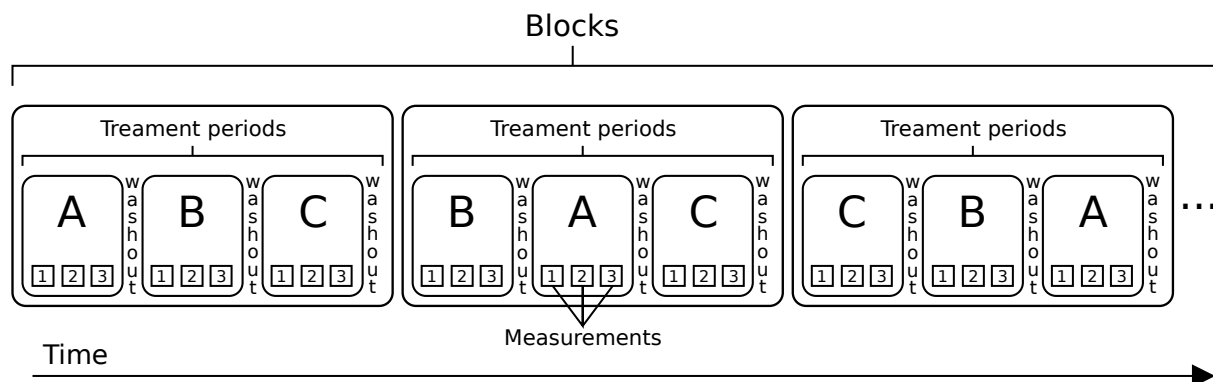 Blocks
Treament periods Treament periods Treament periods
A washout B washout C washout B washout A washout C washout C washout B washout A washout ...
1 2 3 1 2 3 1 2 3 1 2 3 1 2 3 1 2 3 1 2 3 1 2 3 1 2 3
Measurements
Time